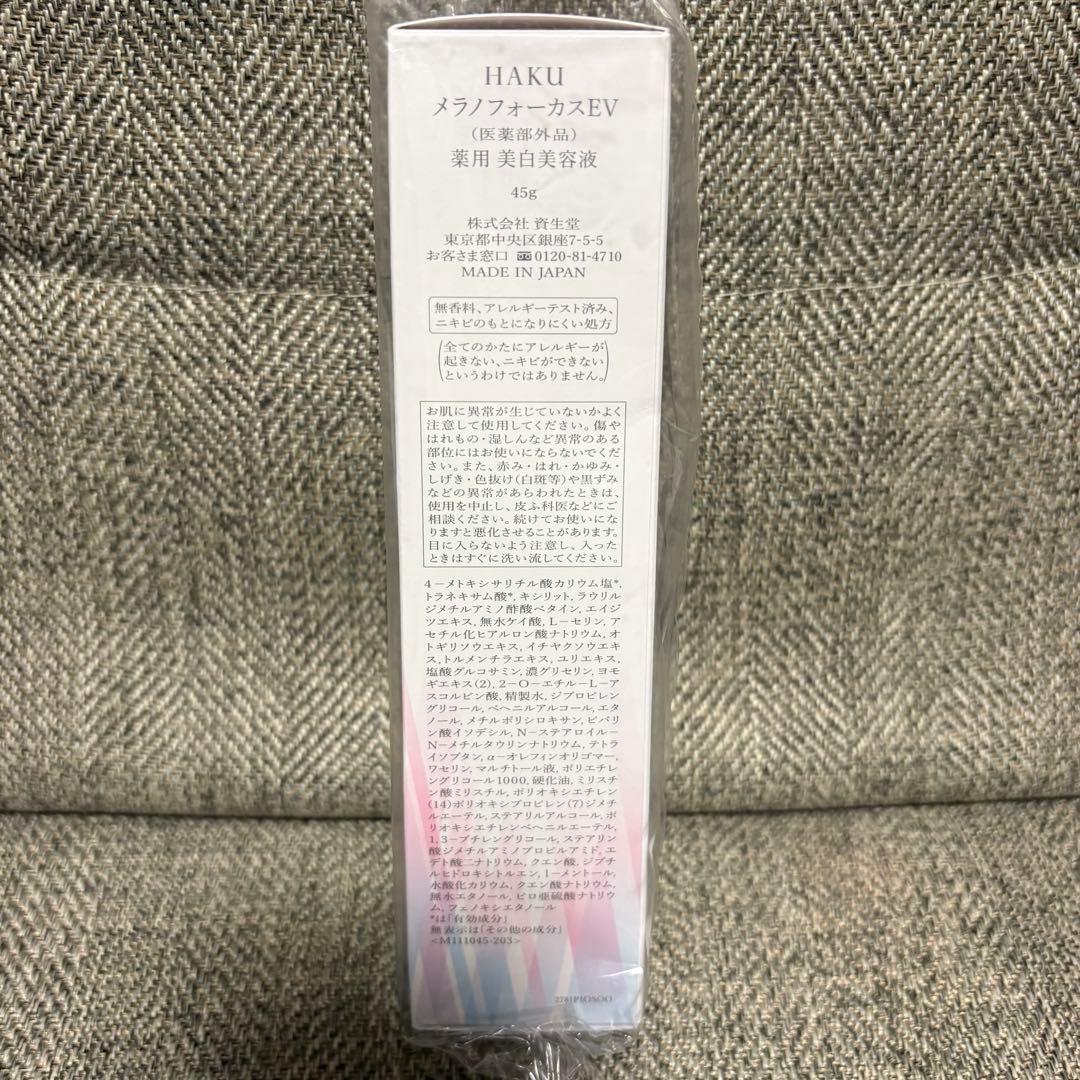 HAKU
メラノフォーカスEV
(医薬部外品)
薬用 美白美容液
45g
株式会社 資生堂
東京都中央区銀座7-5-5
お客さま窓口 0120-81-4710
MADE IN JAPAN
無香料、アレルギーテスト済み、
ニキビのもとになりにくい処方
(全てのかたにアレルギーが
起きない、ニキビができない
というわけではありません。)
お肌に異常が生じていないかよく
注意して使用してください。傷や
はれもの・湿しんなど異常のある
部位にはお使いにならないでくだ
さい。また、赤み・はれ・かゆみ・
しげき・色抜け(白斑等)や黒ずみ
などの異常があらわれたときは、
使用を中止し、皮ふ科医などにご
相談ください。続けてお使いにな
りますと悪化させることがあります。
目に入らないよう注意し、入った
ときはすぐに洗い流してください。
4－メトキシサリチル酸カリウム塩*,
トラネキサム酸*, キシリット, ラウリル
ジメチルアミノ酢酸ベタイン, エイジ
ツエキス, 無水ケイ酸, L－セリン, ア
セチル化ヒアルロン酸ナトリウム, オ
トギリソウエキス, イチヤクソウエキ
ス, トルメンチラエキス, ユリエキス,
塩酸グルコサミン, 濃グリセリン, ヨモ
ギエキス(2), 2－O－エチル－L－ア
スコルビン酸, 精製水, ジプロピレン
グリコール, ベヘニルアルコール, エタ
ノール, メチルポリシロキサン, ピバリ
ン酸イソデシル, N－ステアロイル－
N－メチルタウリンナトリウム, テトラ
イソブタン, α－オレフィンオリゴマー,
ワセリン, マルチトール液, ポリエチレ
ングリコール1000, 硬化油, ミリスチ
ン酸ミリスチル, ポリオキシエチレン
(14)ポリオキシプロピレン(7)ジメチ
ルエーテル, ステアリルアルコール, ポ
リオキシエチレンベヘニルエーテル,
1,3－ブチレングリコール, ステアリン
酸ジメチルアミノプロピルアミド, エ
デト酸二ナトリウム, クエン酸, ジブチ
ルヒドロキシトルエン, l－メントール,
水酸化カリウム, クエン酸ナトリウム,
無水エタノール, ピロ亜硫酸ナトリウ
ム, フェノキシエタノール
*は「有効成分」
無表示は「その他の成分」
<M111045-203>
2781PIOSOO